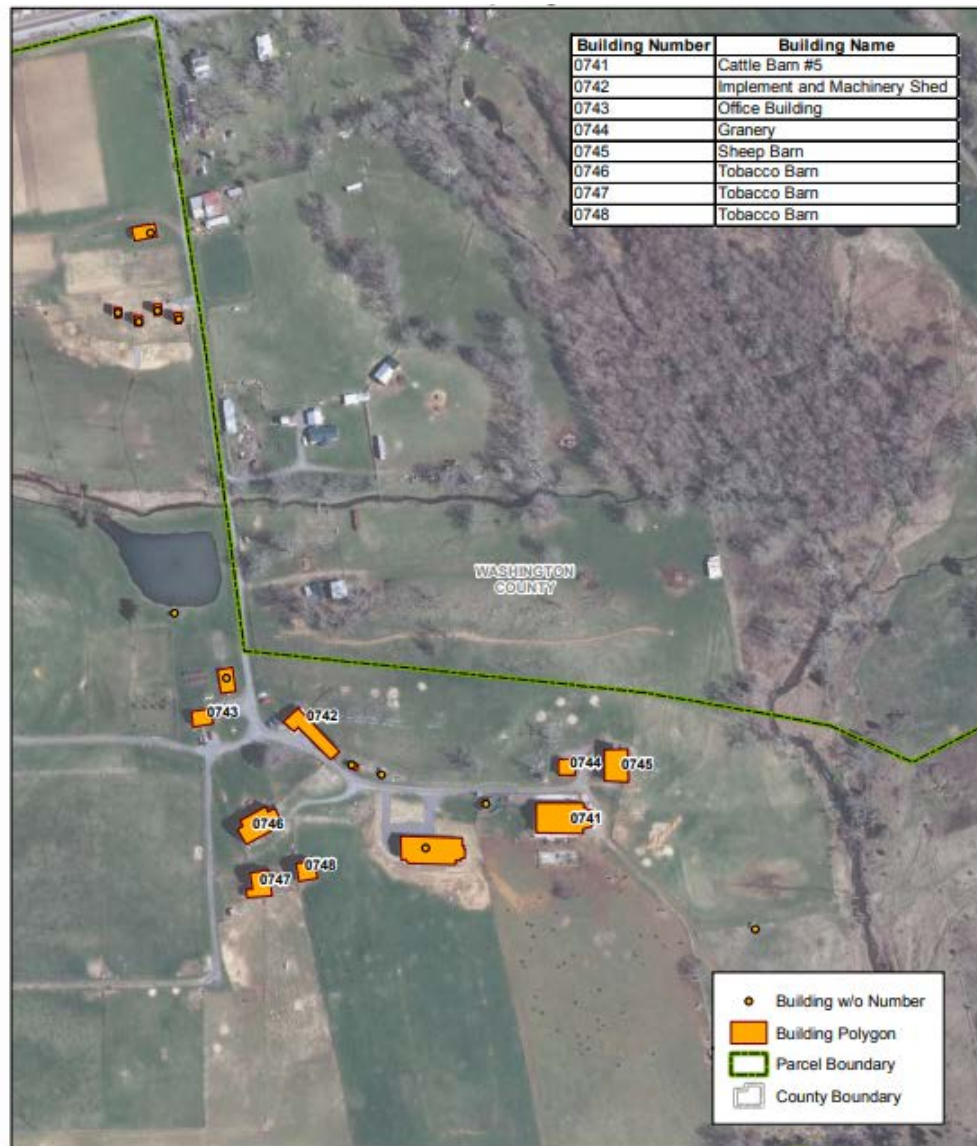 Building Number Building Name
0741 Cattle Barn #5
0742 Implement and Machinery Shed
0743 Office Building
0744 Granery
0745 Sheep Barn
0746 Tobacco Barn
0747 Tobacco Barn
0748 Tobacco Barn
WASHINGTON
COUNTY
0743
0742
0744
0745
0741
0746
0747
0748
Building w/o Number
Building Polygon
Parcel Boundary
County Boundary